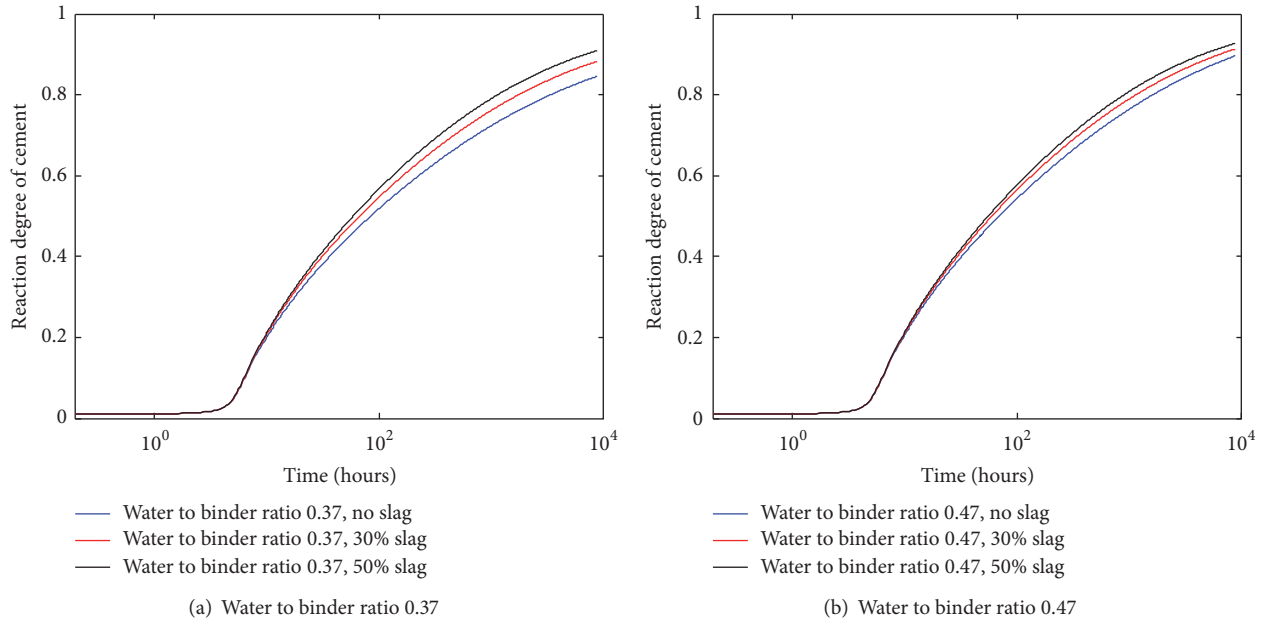 1
0.8
0.6
0.4
0.2
0
Reaction degree of cement
10^0
10^2
10^4
Time (hours)
Water to binder ratio 0.37, no slag
Water to binder ratio 0.37, 30% slag
Water to binder ratio 0.37, 50% slag
(a) Water to binder ratio 0.37
1
0.8
0.6
0.4
0.2
0
Reaction degree of cement
10^0
10^2
10^4
Time (hours)
Water to binder ratio 0.47, no slag
Water to binder ratio 0.47, 30% slag
Water to binder ratio 0.47, 50% slag
(b) Water to binder ratio 0.47